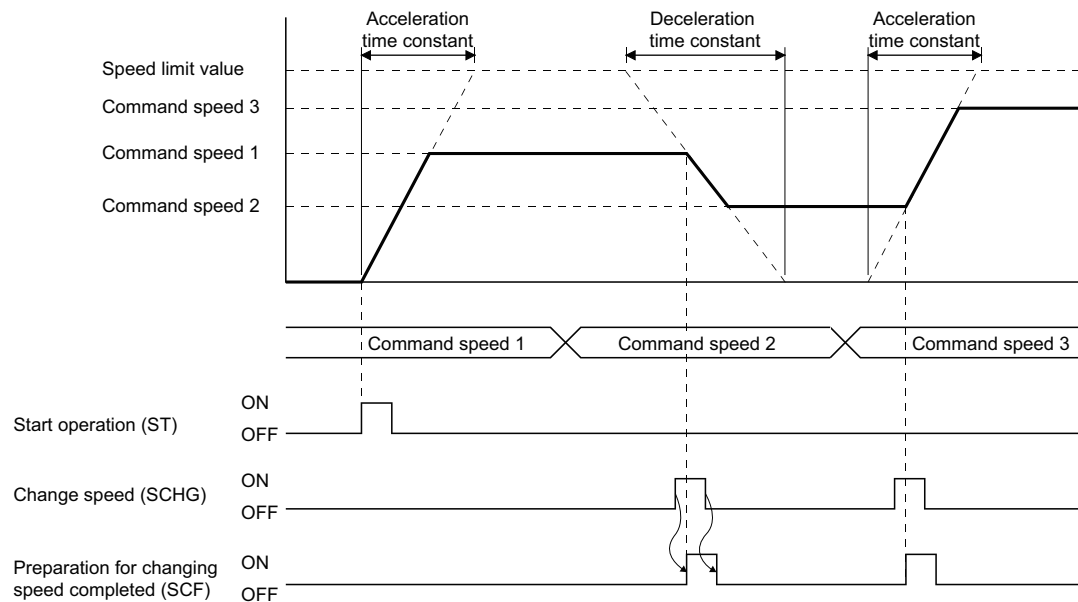 Acceleration
time constant
Deceleration
time constant
Acceleration
time constant
Speed limit value
Command speed 3
Command speed 1
Command speed 2
Command speed 1
Command speed 2
Command speed 3
Start operation (ST)
ON
OFF
Change speed (SCHG)
ON
OFF
Preparation for changing
speed completed (SCF)
ON
OFF